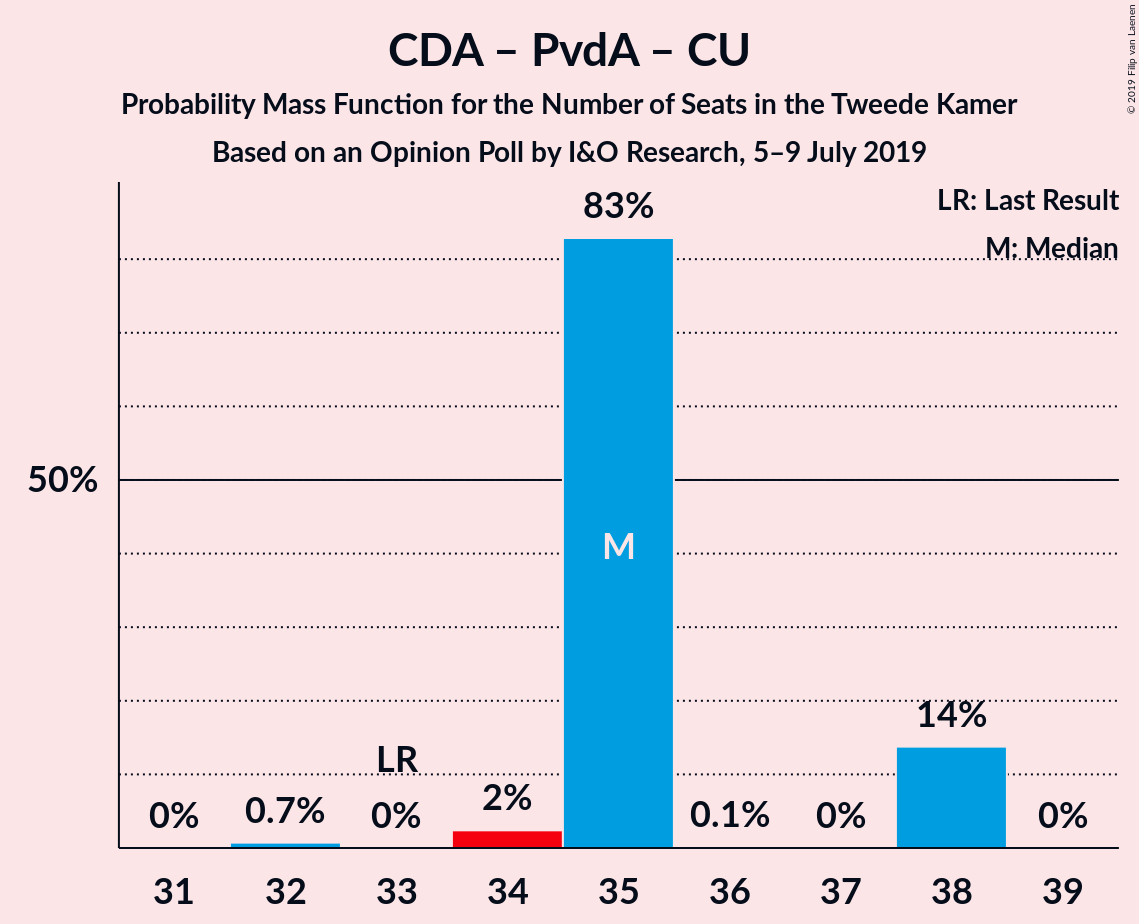 CDA – PvdA – CU
Probability Mass Function for the Number of Seats in the Tweede Kamer
Based on an Opinion Poll by I&O Research, 5–9 July 2019
© 2019 Filip van Laenen
LR: Last Result
M: Median
83%
50%
M
14%
LR
0%
0.7%
0%
2%
0.1%
0%
0%
31 32 33 34 35 36 37 38 39